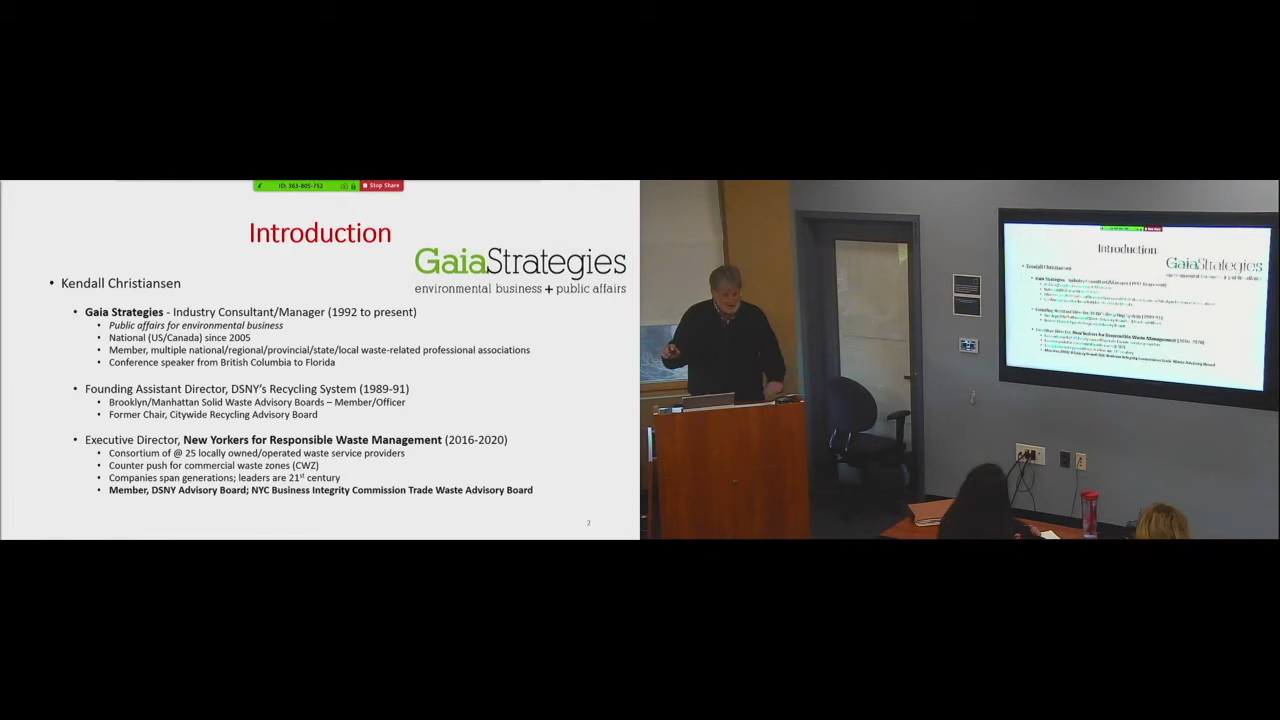 ID: 363-805-752
Stop Share
Introduction
GaiaStrategies
environmental business + public affairs
• Kendall Christiansen
• Gaia Strategies - Industry Consultant/Manager (1992 to present)
• Public affairs for environmental business
• National (US/Canada) since 2005
• Member, multiple national/regional/provincial/state/local waste-related professional associations
• Conference speaker from British Columbia to Florida
• Founding Assistant Director, DSNY's Recycling System (1989-91)
• Brooklyn/Manhattan Solid Waste Advisory Boards – Member/Officer
• Former Chair, Citywide Recycling Advisory Board
• Executive Director, New Yorkers for Responsible Waste Management (2016-2020)
• Consortium of @ 25 locally owned/operated waste service providers
• Counter push for commercial waste zones (CWZ)
• Companies span generations; leaders are 21st century
• Member, DSNY Advisory Board; NYC Business Integrity Commission Trade Waste Advisory Board
2
Introduction
GaiaStrategies
Kendall Christiansen